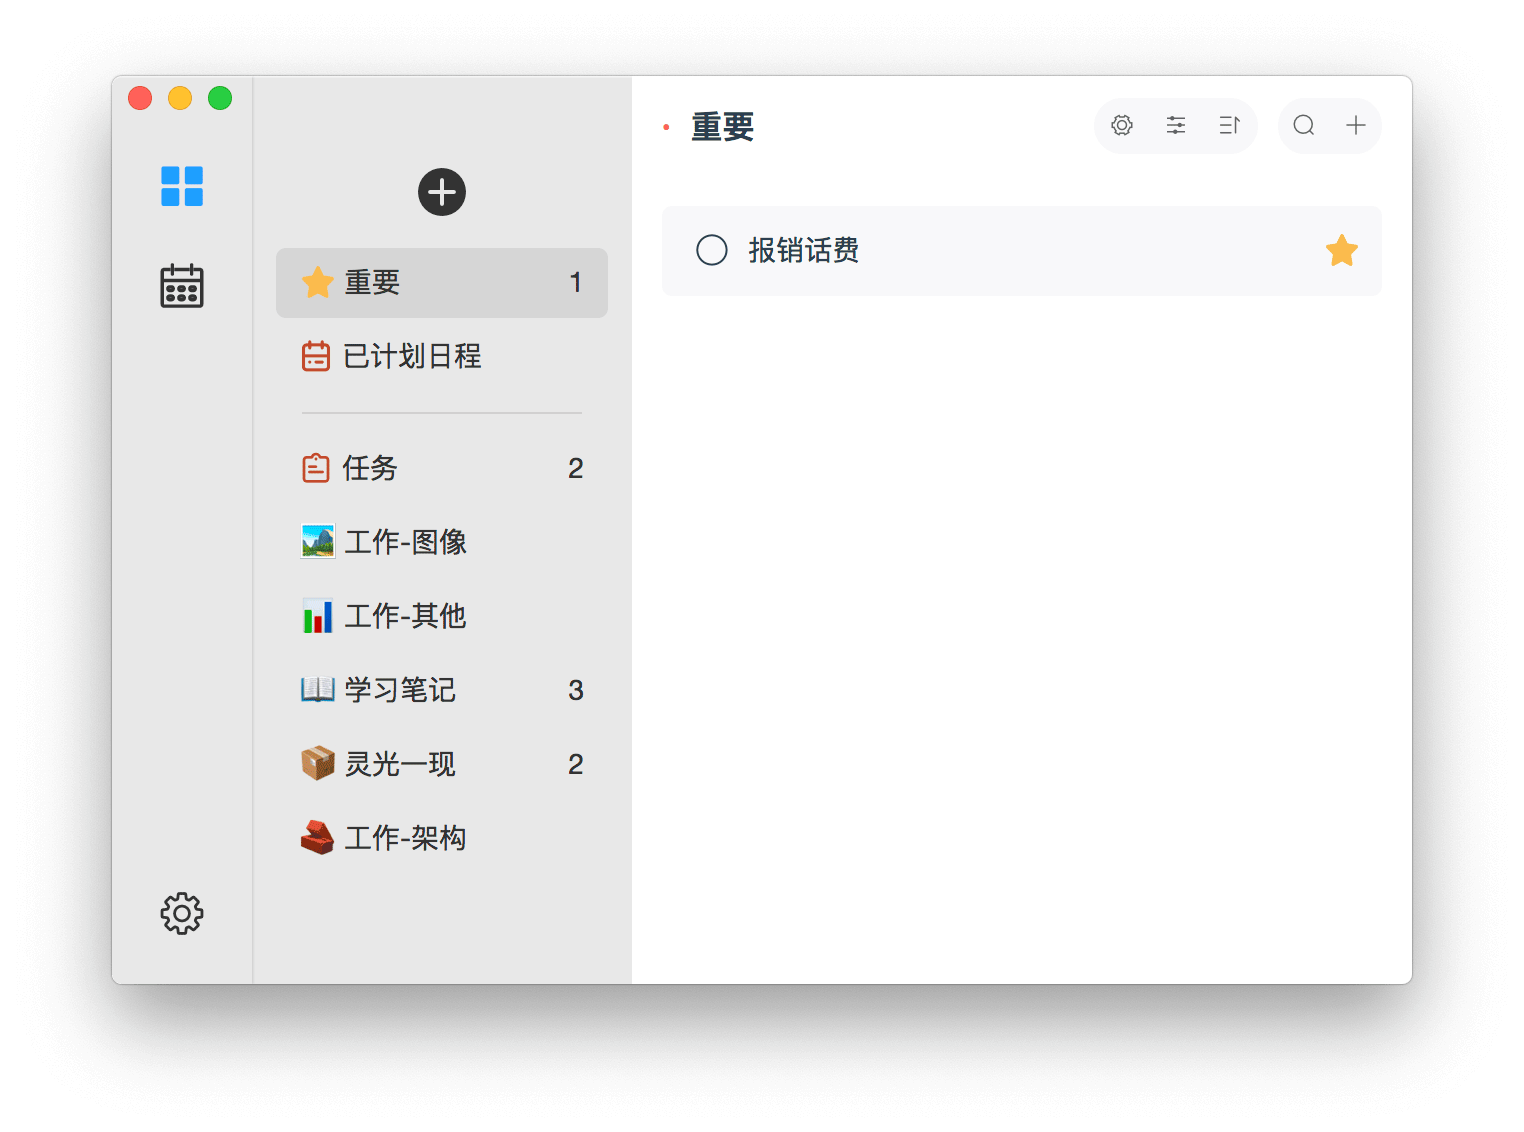 重要 1
已计划日程
任务 2
工作-图像
工作-其他
学习笔记 3
灵光一现 2
工作-架构
重要
报销话费